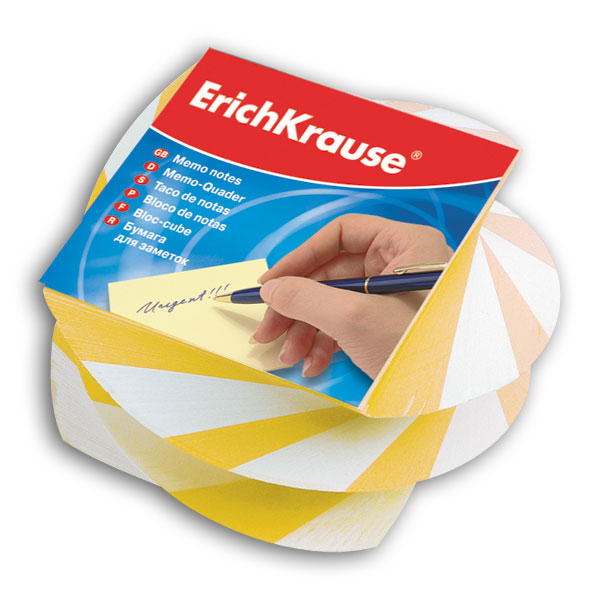 ErichKrause®
GB Memo notes
D Memo-Quader
S Taco de notas
P Bloco de notas
F Bloc-cube
R Бумага
для заметок
Urgent!!!